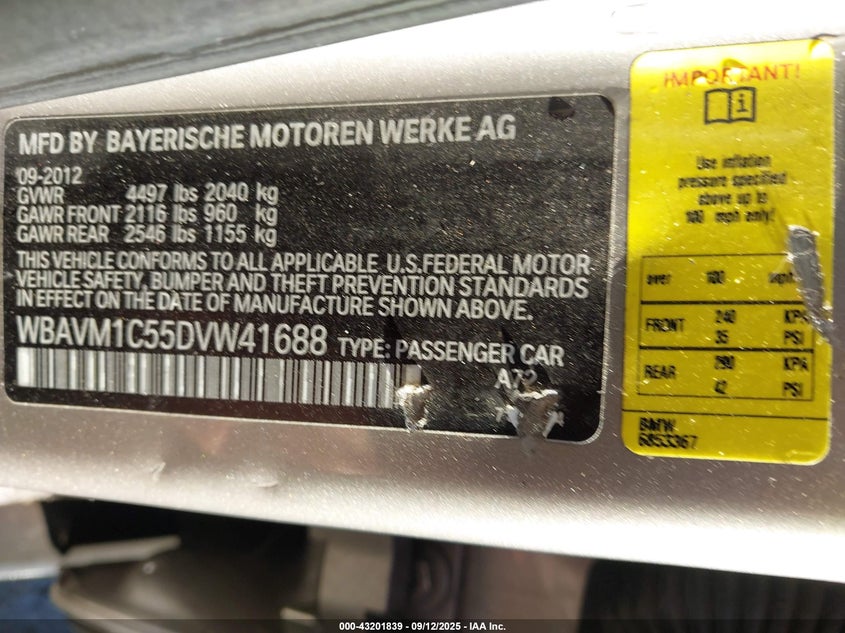 MFD BY BAYERISCHE MOTOREN WERKE AG
09-2012
GVWR 4497 lbs 2040 kg
GAWR FRONT 2116 lbs 960 kg
GAWR REAR 2546 lbs 1155 kg
THIS VEHICLE CONFORMS TO ALL APPLICABLE U.S.FEDERAL MOTOR
VEHICLE SAFETY, BUMPER AND THEFT PREVENTION STANDARDS
IN EFFECT ON THE DATE OF MANUFACTURE SHOWN ABOVE.
WBAVM1C55DVW41688 TYPE: PASSENGER CAR
IMPORTANT!
i
Use inflation
pressure specified
above up to
100 mph only!
over 100 mph
FRONT 240 KPA
35 PSI
REAR 290 KPA
42 PSI
BMW
6853367
000-43201839 - 09/12/2025 - IAA Inc.